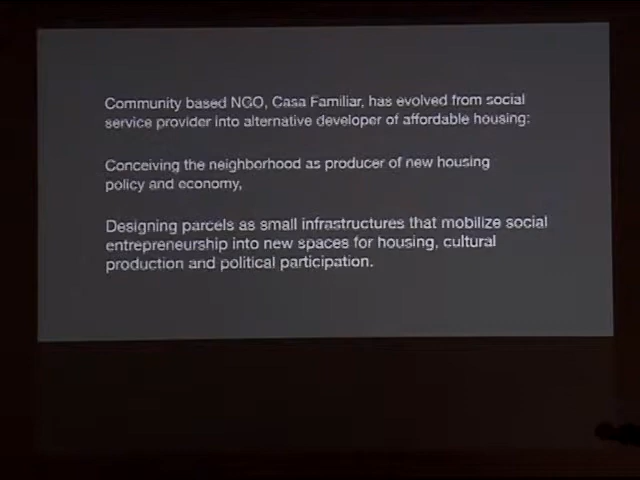 Community based NGO, Casa Familiar, has evolved from social
service provider into alternative developer of affordable housing:
Conceiving the neighborhood as producer of new housing
policy and economy,
Designing parcels as small infrastructures that mobilize social
entrepreneurship into new spaces for housing, cultural
production and political participation.